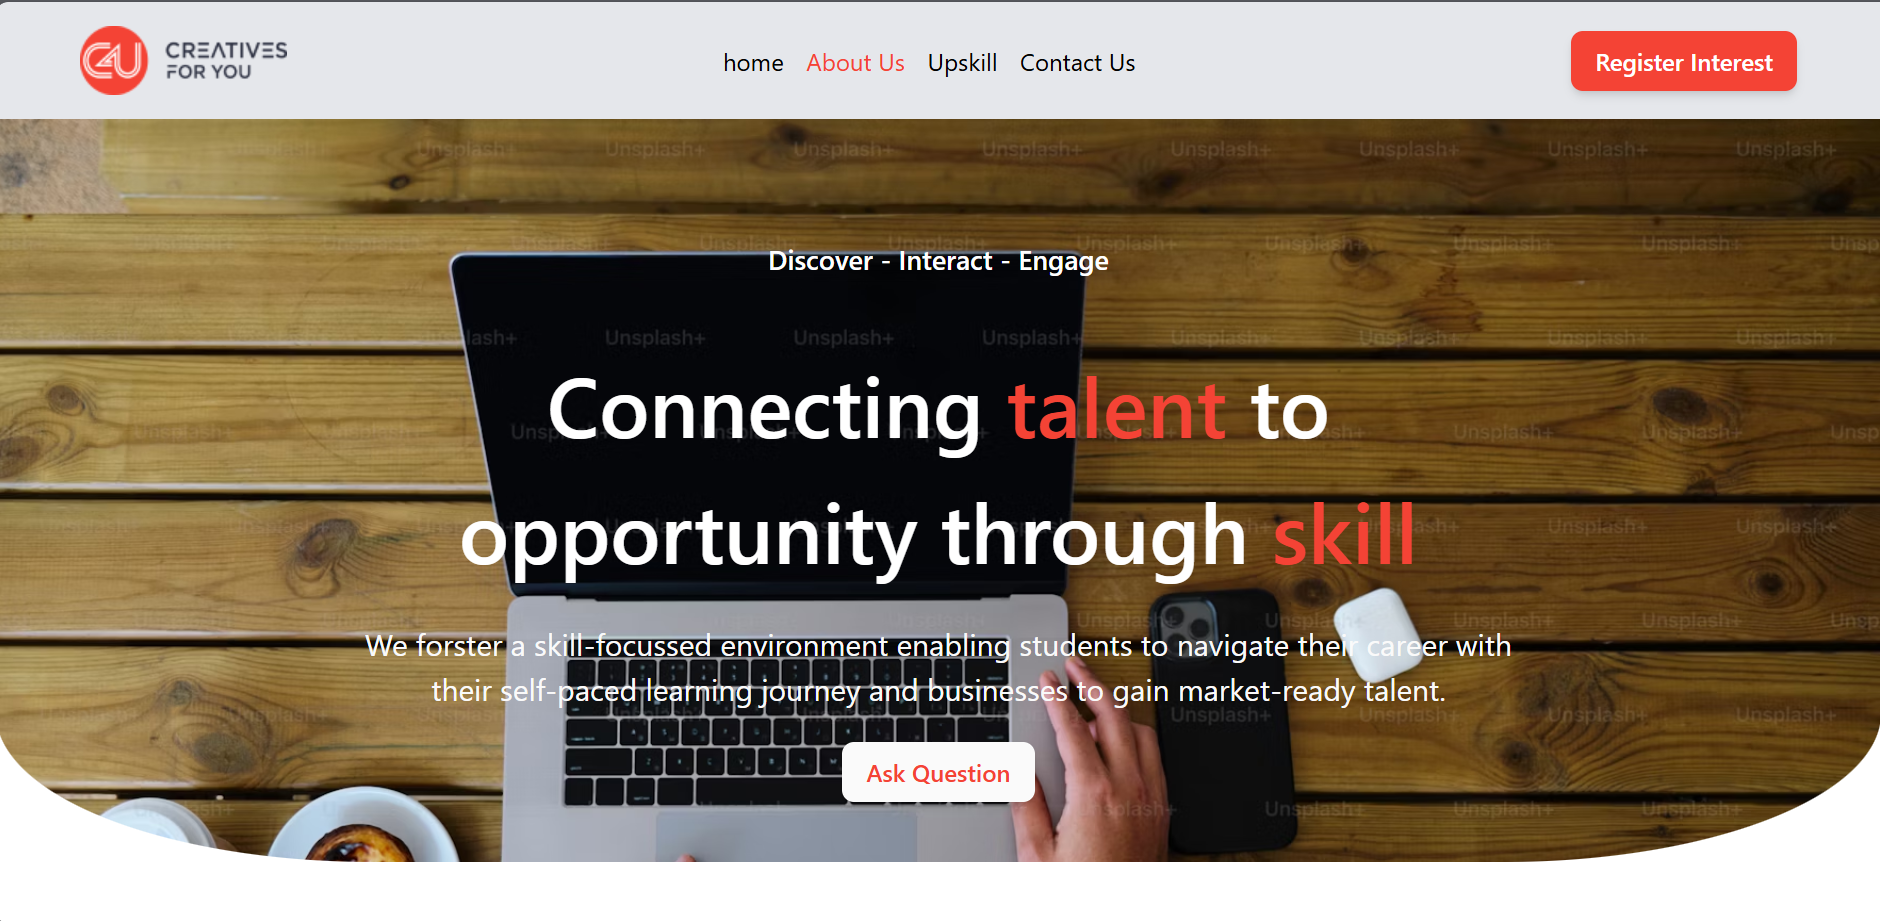 C4U CREATIVES
FOR YOU
home About Us Upskill Contact Us
Register Interest
Discover - Interact - Engage
Connecting talent to
opportunity through skill
We forster a skill-focussed environment enabling students to navigate their career with
their self-paced learning journey and businesses to gain market-ready talent.
Ask Question
Unsplash+